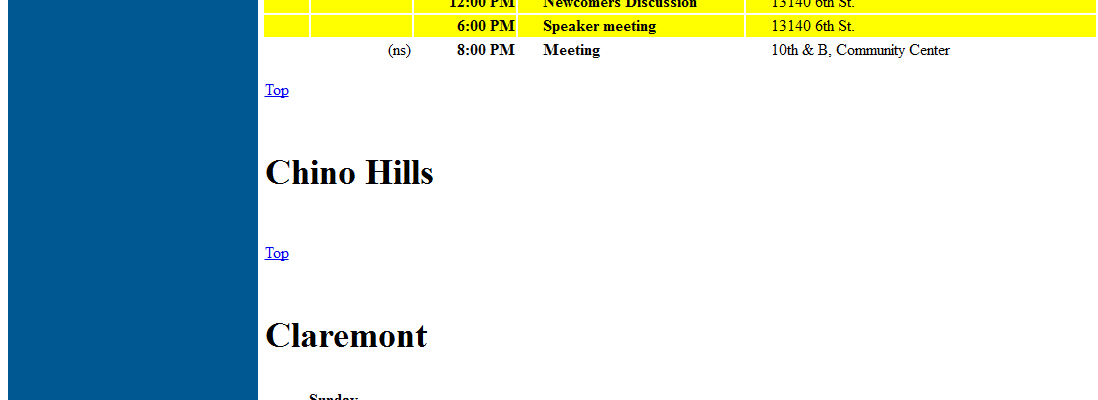 12:00 PM Newcomers Discussion 13140 6th St.
6:00 PM Speaker meeting 13140 6th St.
(ns) 8:00 PM Meeting 10th & B, Community Center
Top
Chino Hills
Top
Claremont
Sunday